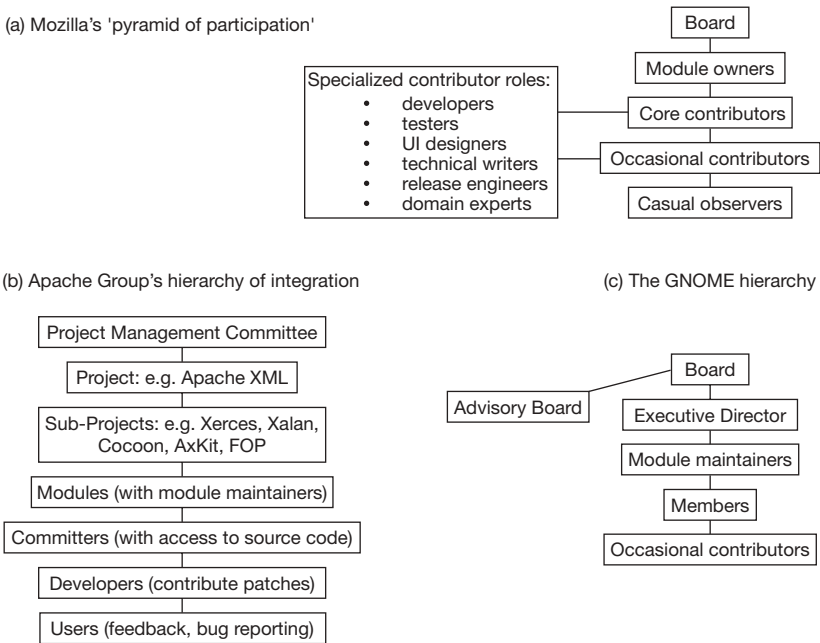 (a) Mozilla's 'pyramid of participation'
Board
Module owners
Specialized contributor roles:
• developers
• testers
• UI designers
• technical writers
• release engineers
• domain experts
Core contributors
Occasional contributors
Casual observers
(b) Apache Group's hierarchy of integration
Project Management Committee
Project: e.g. Apache XML
Sub-Projects: e.g. Xerces, Xalan,
Cocoon, AxKit, FOP
Modules (with module maintainers)
Committers (with access to source code)
Developers (contribute patches)
Users (feedback, bug reporting)
(c) The GNOME hierarchy
Board
Advisory Board
Executive Director
Module maintainers
Members
Occasional contributors